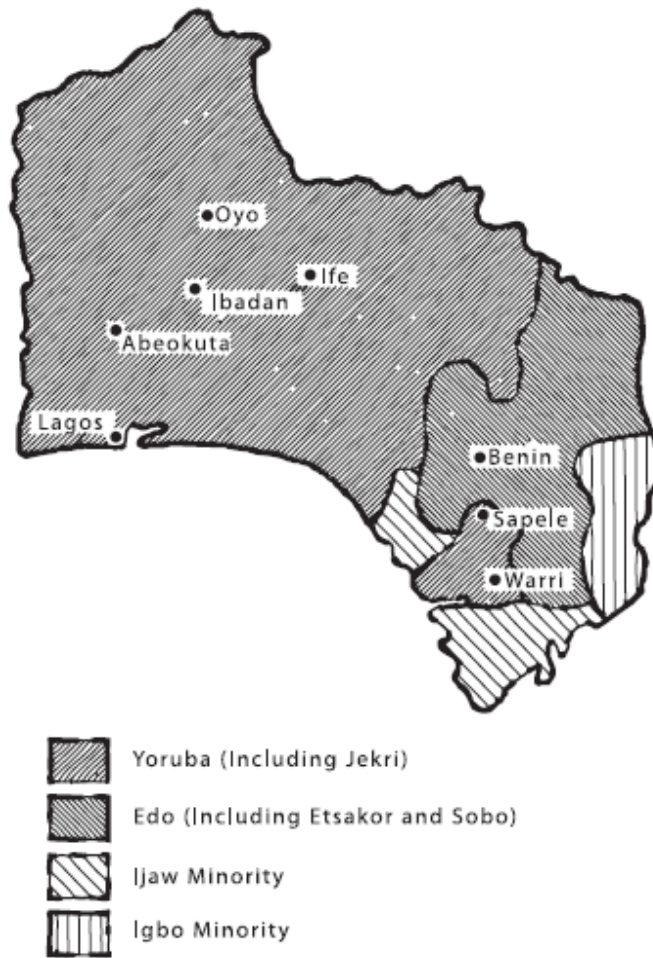 Oyo
Ife
Ibadan
Abeokuta
Lagos
Benin
Sapele
Warri
Yoruba (Including Jekri)
Edo (Including Etsakor and Sobo)
Ijaw Minority
Igbo Minority